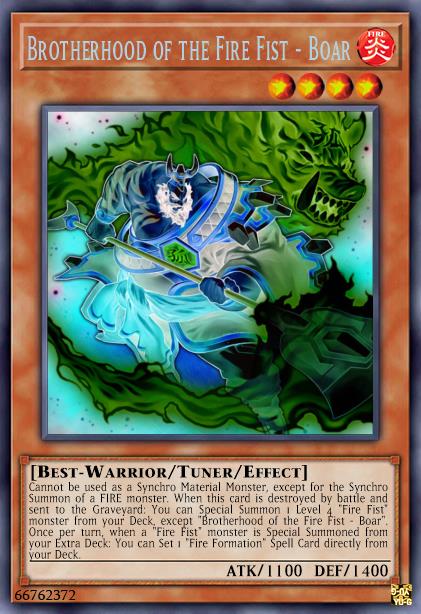 Brotherhood of the Fire Fist - Boar
FIRE
炎
[Best-Warrior/Tuner/Effect]
Cannot be used as a Synchro Material Monster, except for the Synchro
Summon of a FIRE monster. When this card is destroyed by battle and
sent to the Graveyard: You can Special Summon 1 Level 4 "Fire Fist"
monster from your Deck, except "Brotherhood of the Fire Fist - Boar".
Once per turn, when a "Fire Fist" monster is Special Summoned from
your Extra Deck: You can Set 1 "Fire Formation" Spell Card directly from
your Deck.
ATK/1100 DEF/1400
66762372